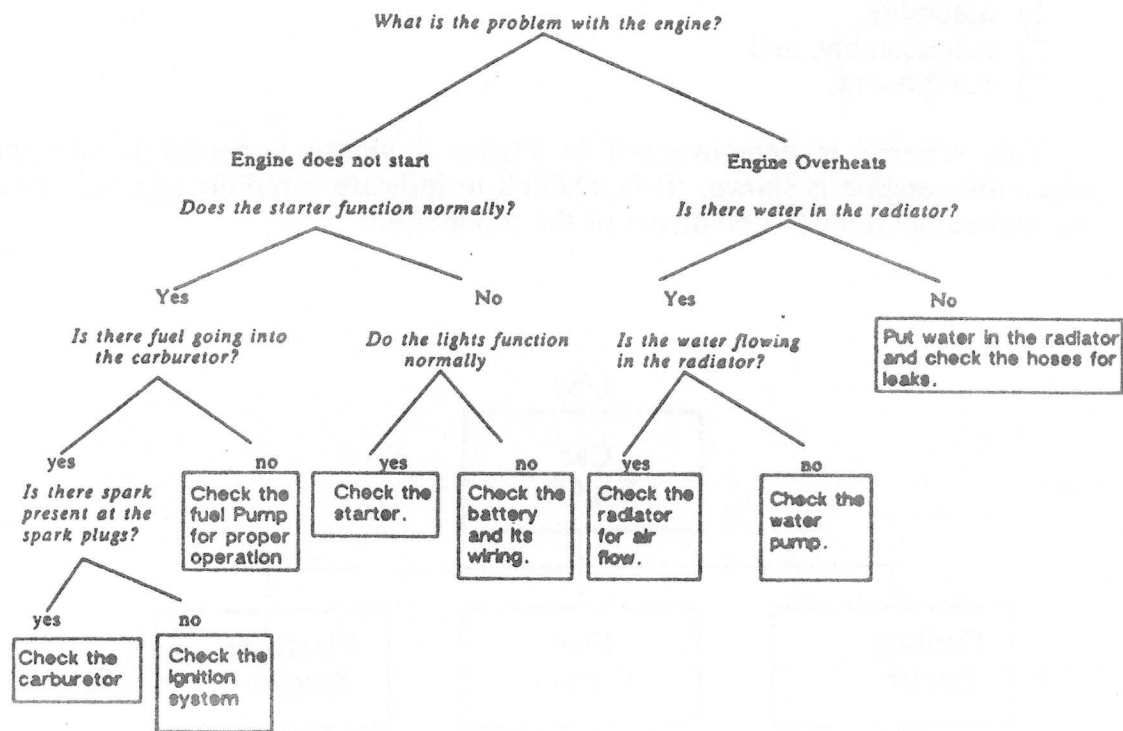 What is the problem with the engine?
Engine does not start
Engine Overheats
Does the starter function normally?
Is there water in the radiator?
Yes
No
Yes
No
Is there fuel going into
the carburetor?
Do the lights function
normally
Is the water flowing
in the radiator?
Put water in the radiator
and check the hoses for
leaks.
yes
no
yes
no
yes
no
Is there spark
present at the
spark plugs?
Check the
fuel Pump
for proper
operation
Check the
starter.
Check the
battery
and its
wiring.
Check the
radiator
for air
flow.
Check the
water
pump.
yes
no
Check the
carburetor
Check the
ignition
system